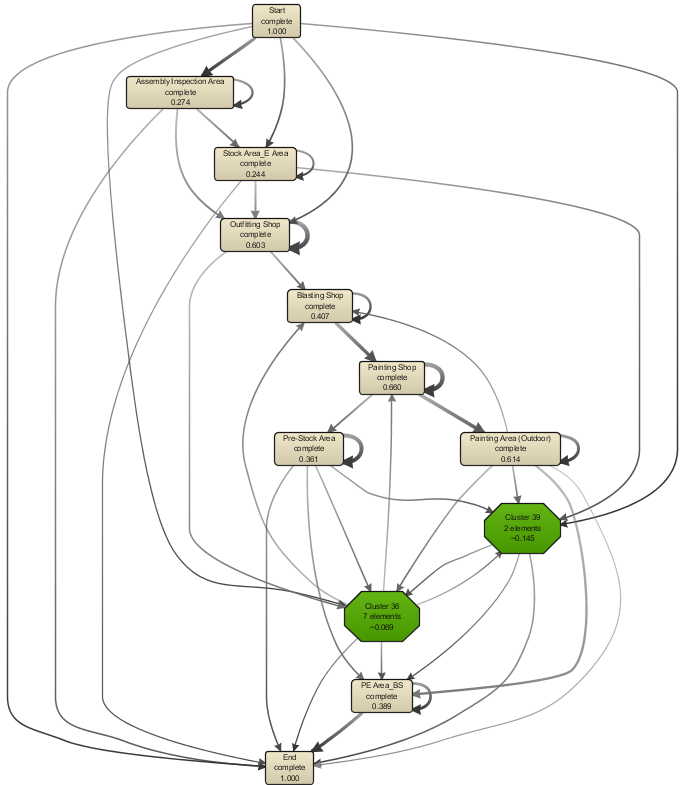 Start
complete
1.000
Assembly Inspection Area
complete
0.274
Stock Area_E Area
complete
0.244
Outfitting Shop
complete
0.603
Blasting Shop
complete
0.407
Painting Shop
complete
0.660
Pre-Stock Area
complete
0.361
Painting Area (Outdoor)
complete
0.614
Cluster 39
2 elements
~0.145
Cluster 36
7 elements
~0.069
PE Area_BS
complete
0.389
End
complete
1.000